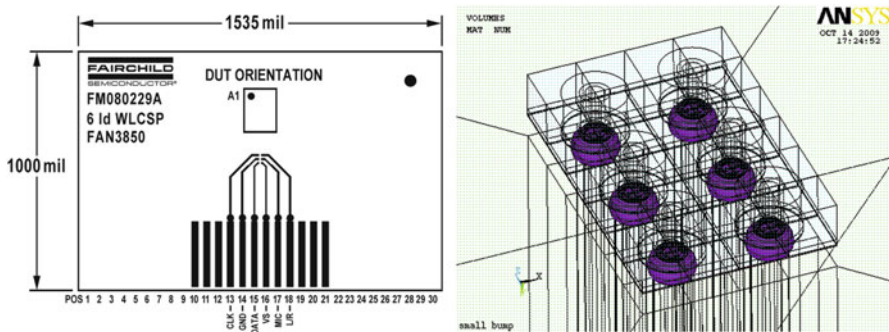 1535 mil
FAIRCHILD
SEMICONDUCTOR®
FM080229A
6 ld WLCSP
FAN3850
DUT ORIENTATION
A1
1000 mil
POS 1 2 3 4 5 6 7 8 9 10 11 12 13 14 15 16 17 18 19 20 21 22 23 24 25 26 27 28 29 30
CLK
GND
DATA
VS
MIC
L/R
VOLUMES
MAT NUM
ANSYS
OCT 14 2009
17:24:52
Z
X
small bump